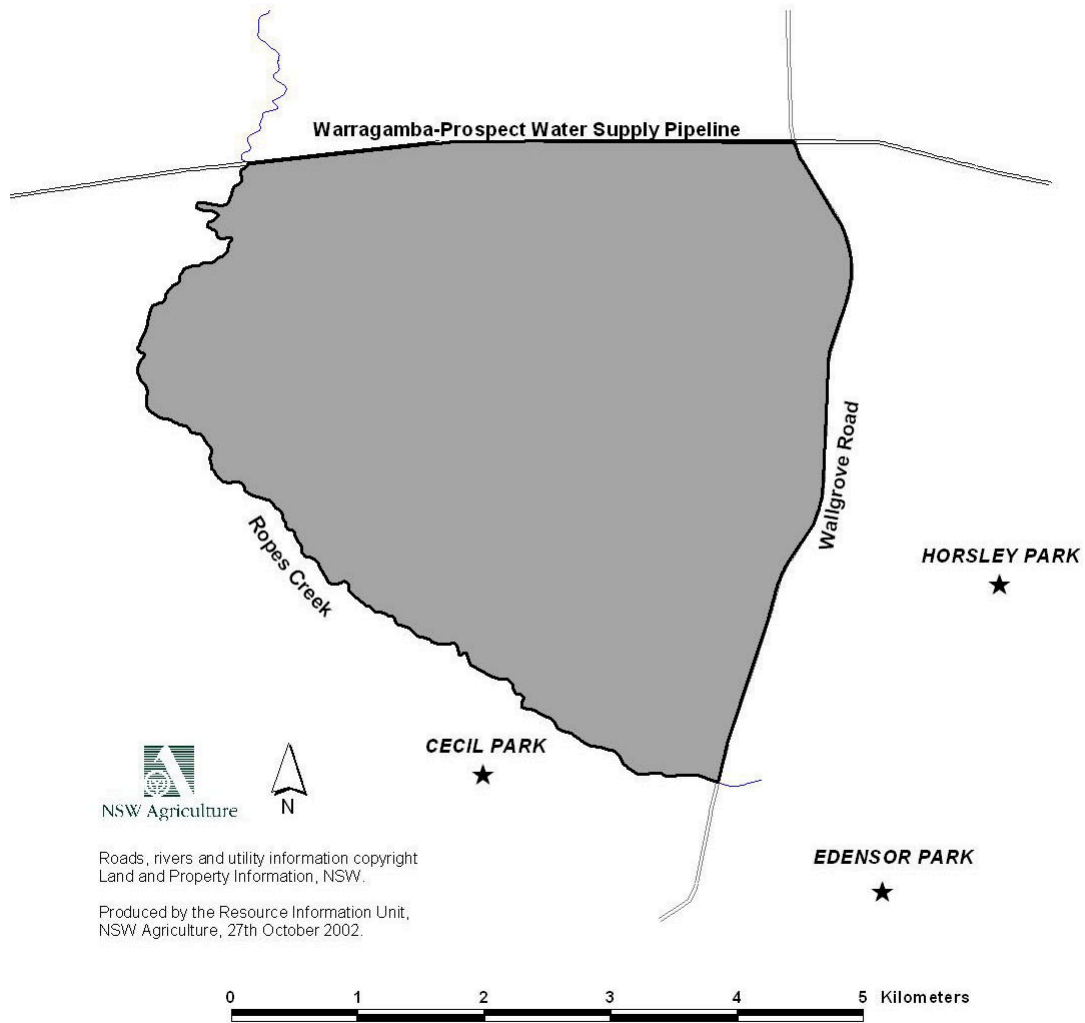 Warragamba-Prospect Water Supply Pipeline
Wallgrove Road
Ropes Creek
HORSLEY PARK
CECIL PARK
EDENSOR PARK
NSW Agriculture
N
Roads, rivers and utility information copyright
Land and Property Information, NSW.
Produced by the Resource Information Unit,
NSW Agriculture, 27th October 2002.
0 1 2 3 4 5 Kilometers